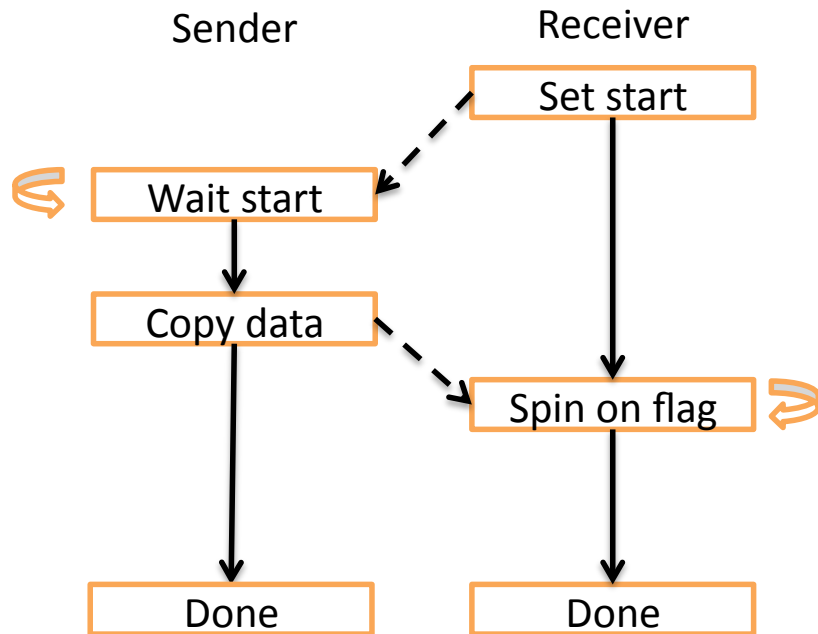 Sender
Receiver
Set start
Wait start
Copy data
Spin on flag
Done
Done